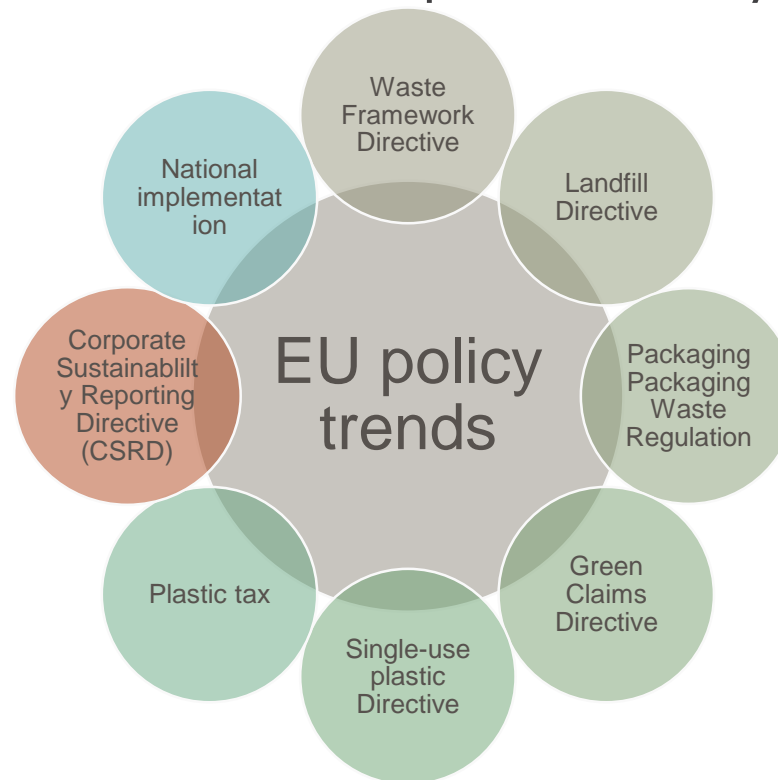 Waste
Framework
Directive
Landfill
Directive
Packaging
Packaging
Waste
Regulation
Green
Claims
Directive
Single-use
plastic
Directive
Plastic tax
Corporate
Sustainablilt
y Reporting
Directive
(CSRD)
National
implementat
ion
EU policy
trends